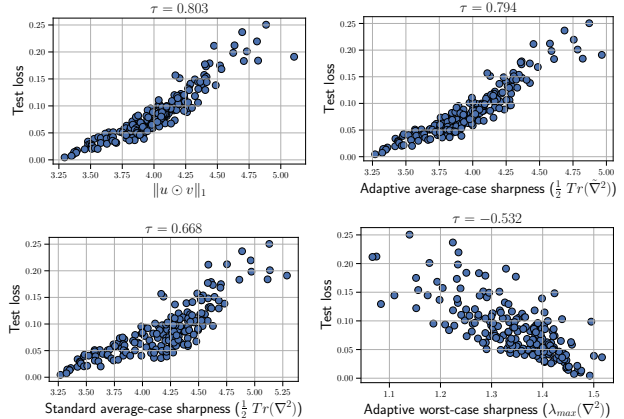 τ = 0.803
0.25
0.20
0.15
0.10
0.05
0.00
Test loss
3.25 3.50 3.75 4.00 4.25 4.50 4.75 5.00
‖u ⊙ v‖₁
τ = 0.794
0.25
0.20
0.15
0.10
0.05
0.00
Test loss
3.25 3.50 3.75 4.00 4.25 4.50 4.75 5.00
Adaptive average-case sharpness (½ Tr(∇̃²))
τ = 0.668
0.25
0.20
0.15
0.10
0.05
0.00
Test loss
3.25 3.50 3.75 4.00 4.25 4.50 4.75 5.00 5.25
Standard average-case sharpness (½ Tr(∇²))
τ = −0.532
0.25
0.20
0.15
0.10
0.05
0.00
Test loss
1.1 1.2 1.3 1.4 1.5
Adaptive worst-case sharpness (λmax(∇²))